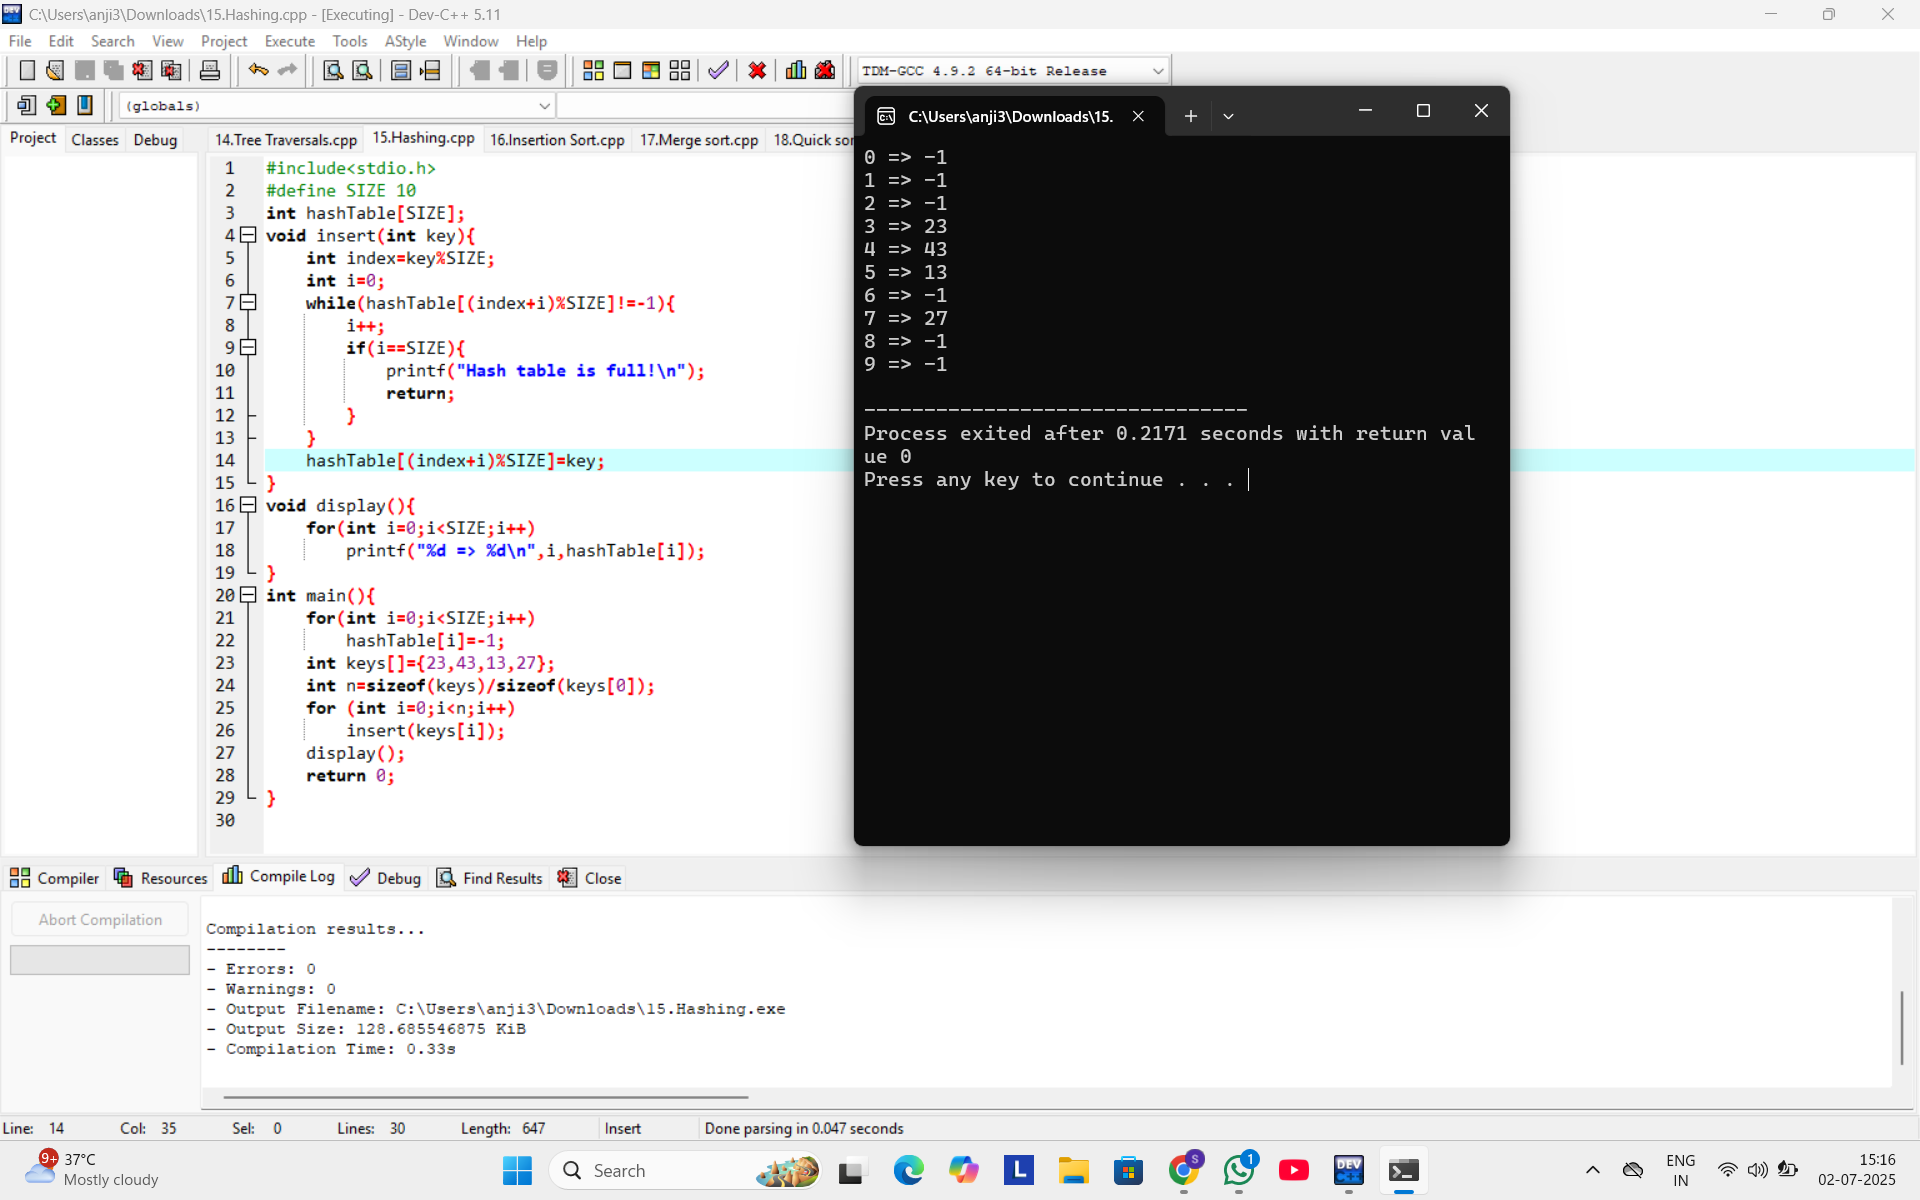 C:\Users\anji3\Downloads\15.Hashing.cpp - [Executing] - Dev-C++ 5.11
File Edit Search View Project Execute Tools AStyle Window Help
TDM-GCC 4.9.2 64-bit Release
(globals)
Project Classes Debug
14.Tree Traversals.cpp 15.Hashing.cpp 16.Insertion Sort.cpp 17.Merge sort.cpp 18.Quick sor
1 #include<stdio.h>
2 #define SIZE 10
3 int hashTable[SIZE];
4 void insert(int key){
5 int index=key%SIZE;
6 int i=0;
7 while(hashTable[(index+i)%SIZE]!=-1){
8 i++;
9 if(i==SIZE){
10 printf("Hash table is full!\n");
11 return;
12 }
13 }
14 hashTable[(index+i)%SIZE]=key;
15 }
16 void display(){
17 for(int i=0;i<SIZE;i++)
18 printf("%d => %d\n",i,hashTable[i]);
19 }
20 int main(){
21 for(int i=0;i<SIZE;i++)
22 hashTable[i]=-1;
23 int keys[]={23,43,13,27};
24 int n=sizeof(keys)/sizeof(keys[0]);
25 for (int i=0;i<n;i++)
26 insert(keys[i]);
27 display();
28 return 0;
29 }
30
C:\Users\anji3\Downloads\15.
0 => -1
1 => -1
2 => -1
3 => 23
4 => 43
5 => 13
6 => -1
7 => 27
8 => -1
9 => -1
--------------------------------
Process exited after 0.2171 seconds with return val
ue 0
Press any key to continue . . .
Compiler Resources Compile Log Debug Find Results Close
Abort Compilation
Compilation results...
--------
- Errors: 0
- Warnings: 0
- Output Filename: C:\Users\anji3\Downloads\15.Hashing.exe
- Output Size: 128.685546875 KiB
- Compilation Time: 0.33s
Line: 14 Col: 35 Sel: 0 Lines: 30 Length: 647 Insert Done parsing in 0.047 seconds
9+
37°C
Mostly cloudy
Search
L
S
1
DEV
ENG
IN
15:16
02-07-2025